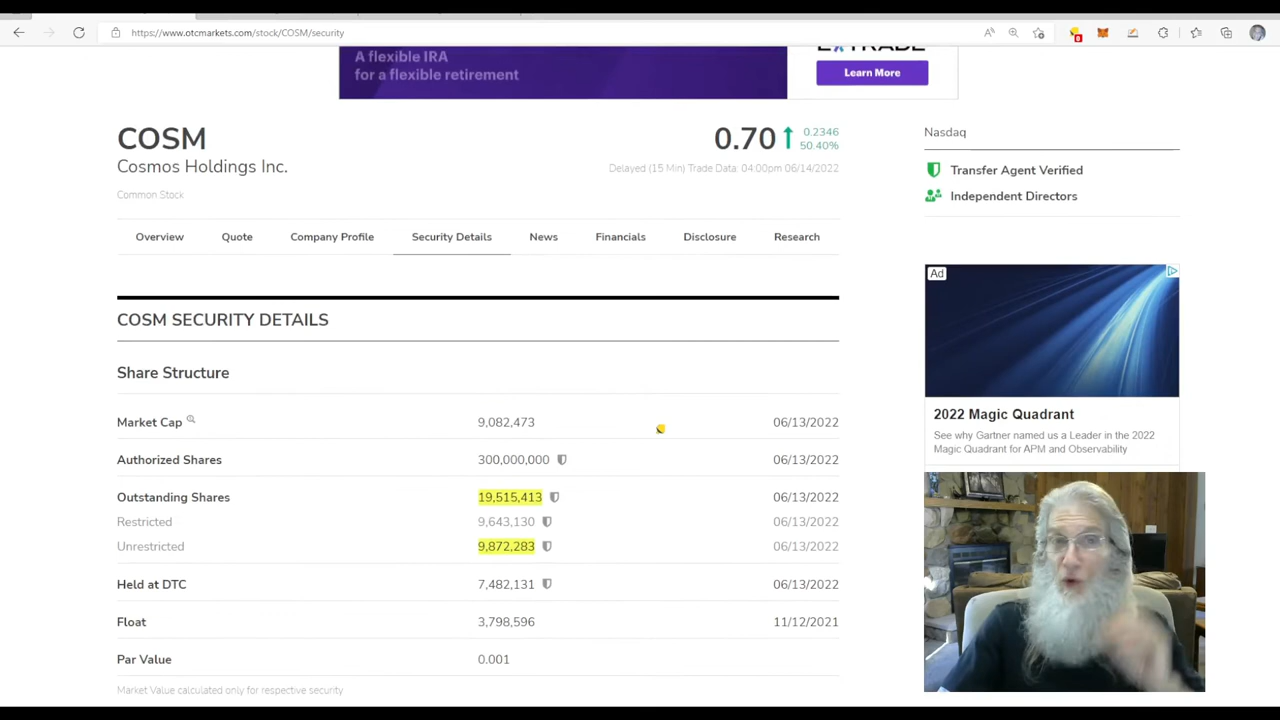 https://www.otcmarkets.com/stock/COSM/security
A flexible IRA
for a flexible retirement
Learn More
COSM
0.70
0.2346
50.40%
Cosmos Holdings Inc.
Delayed (15 Min) Trade Data: 04:00pm 06/14/2022
Common Stock
Nasdaq
Transfer Agent Verified
Independent Directors
Overview Quote Company Profile Security Details News Financials Disclosure Research
COSM SECURITY DETAILS
Share Structure
Market Cap 9,082,473 06/13/2022
Authorized Shares 300,000,000 06/13/2022
Outstanding Shares 19,515,413 06/13/2022
Restricted 9,643,130 06/13/2022
Unrestricted 9,872,283 06/13/2022
Held at DTC 7,482,131 06/13/2022
Float 3,798,596 11/12/2021
Par Value 0.001
Market Value calculated only for respective security
Ad
2022 Magic Quadrant
See why Gartner named us a Leader in the 2022
Magic Quadrant for APM and Observability